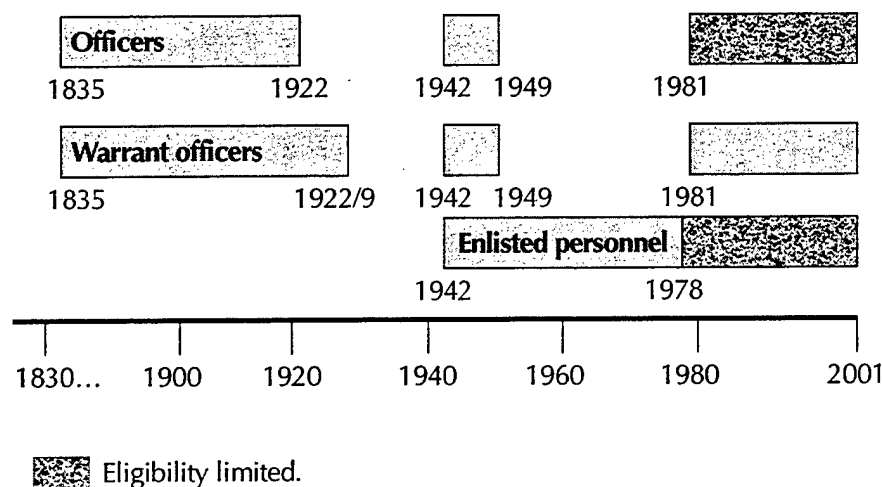 Officers
1835 1922 1942 1949 1981
Warrant officers
1835 1922/9 1942 1949 1981
Enlisted personnel
1942 1978
1830... 1900 1920 1940 1960 1980 2001
Eligibility limited.